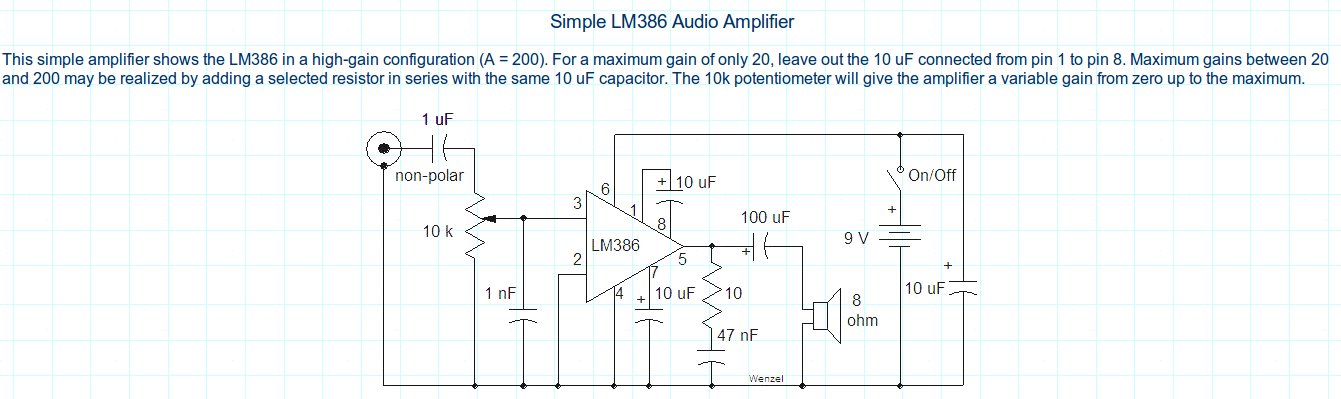 Simple LM386 Audio Amplifier
This simple amplifier shows the LM386 in a high-gain configuration (A = 200). For a maximum gain of only 20, leave out the 10 uF connected from pin 1 to pin 8. Maximum gains between 20
and 200 may be realized by adding a selected resistor in series with the same 10 uF capacitor. The 10k potentiometer will give the amplifier a variable gain from zero up to the maximum.
1 uF
non-polar
10 k
1 nF
3
2
6
1
8
LM386
5
7
4
+ 10 uF
+ 10 uF
10
47 nF
100 uF
+
8
ohm
9 V
+
On/Off
+
10 uF
Wenzel